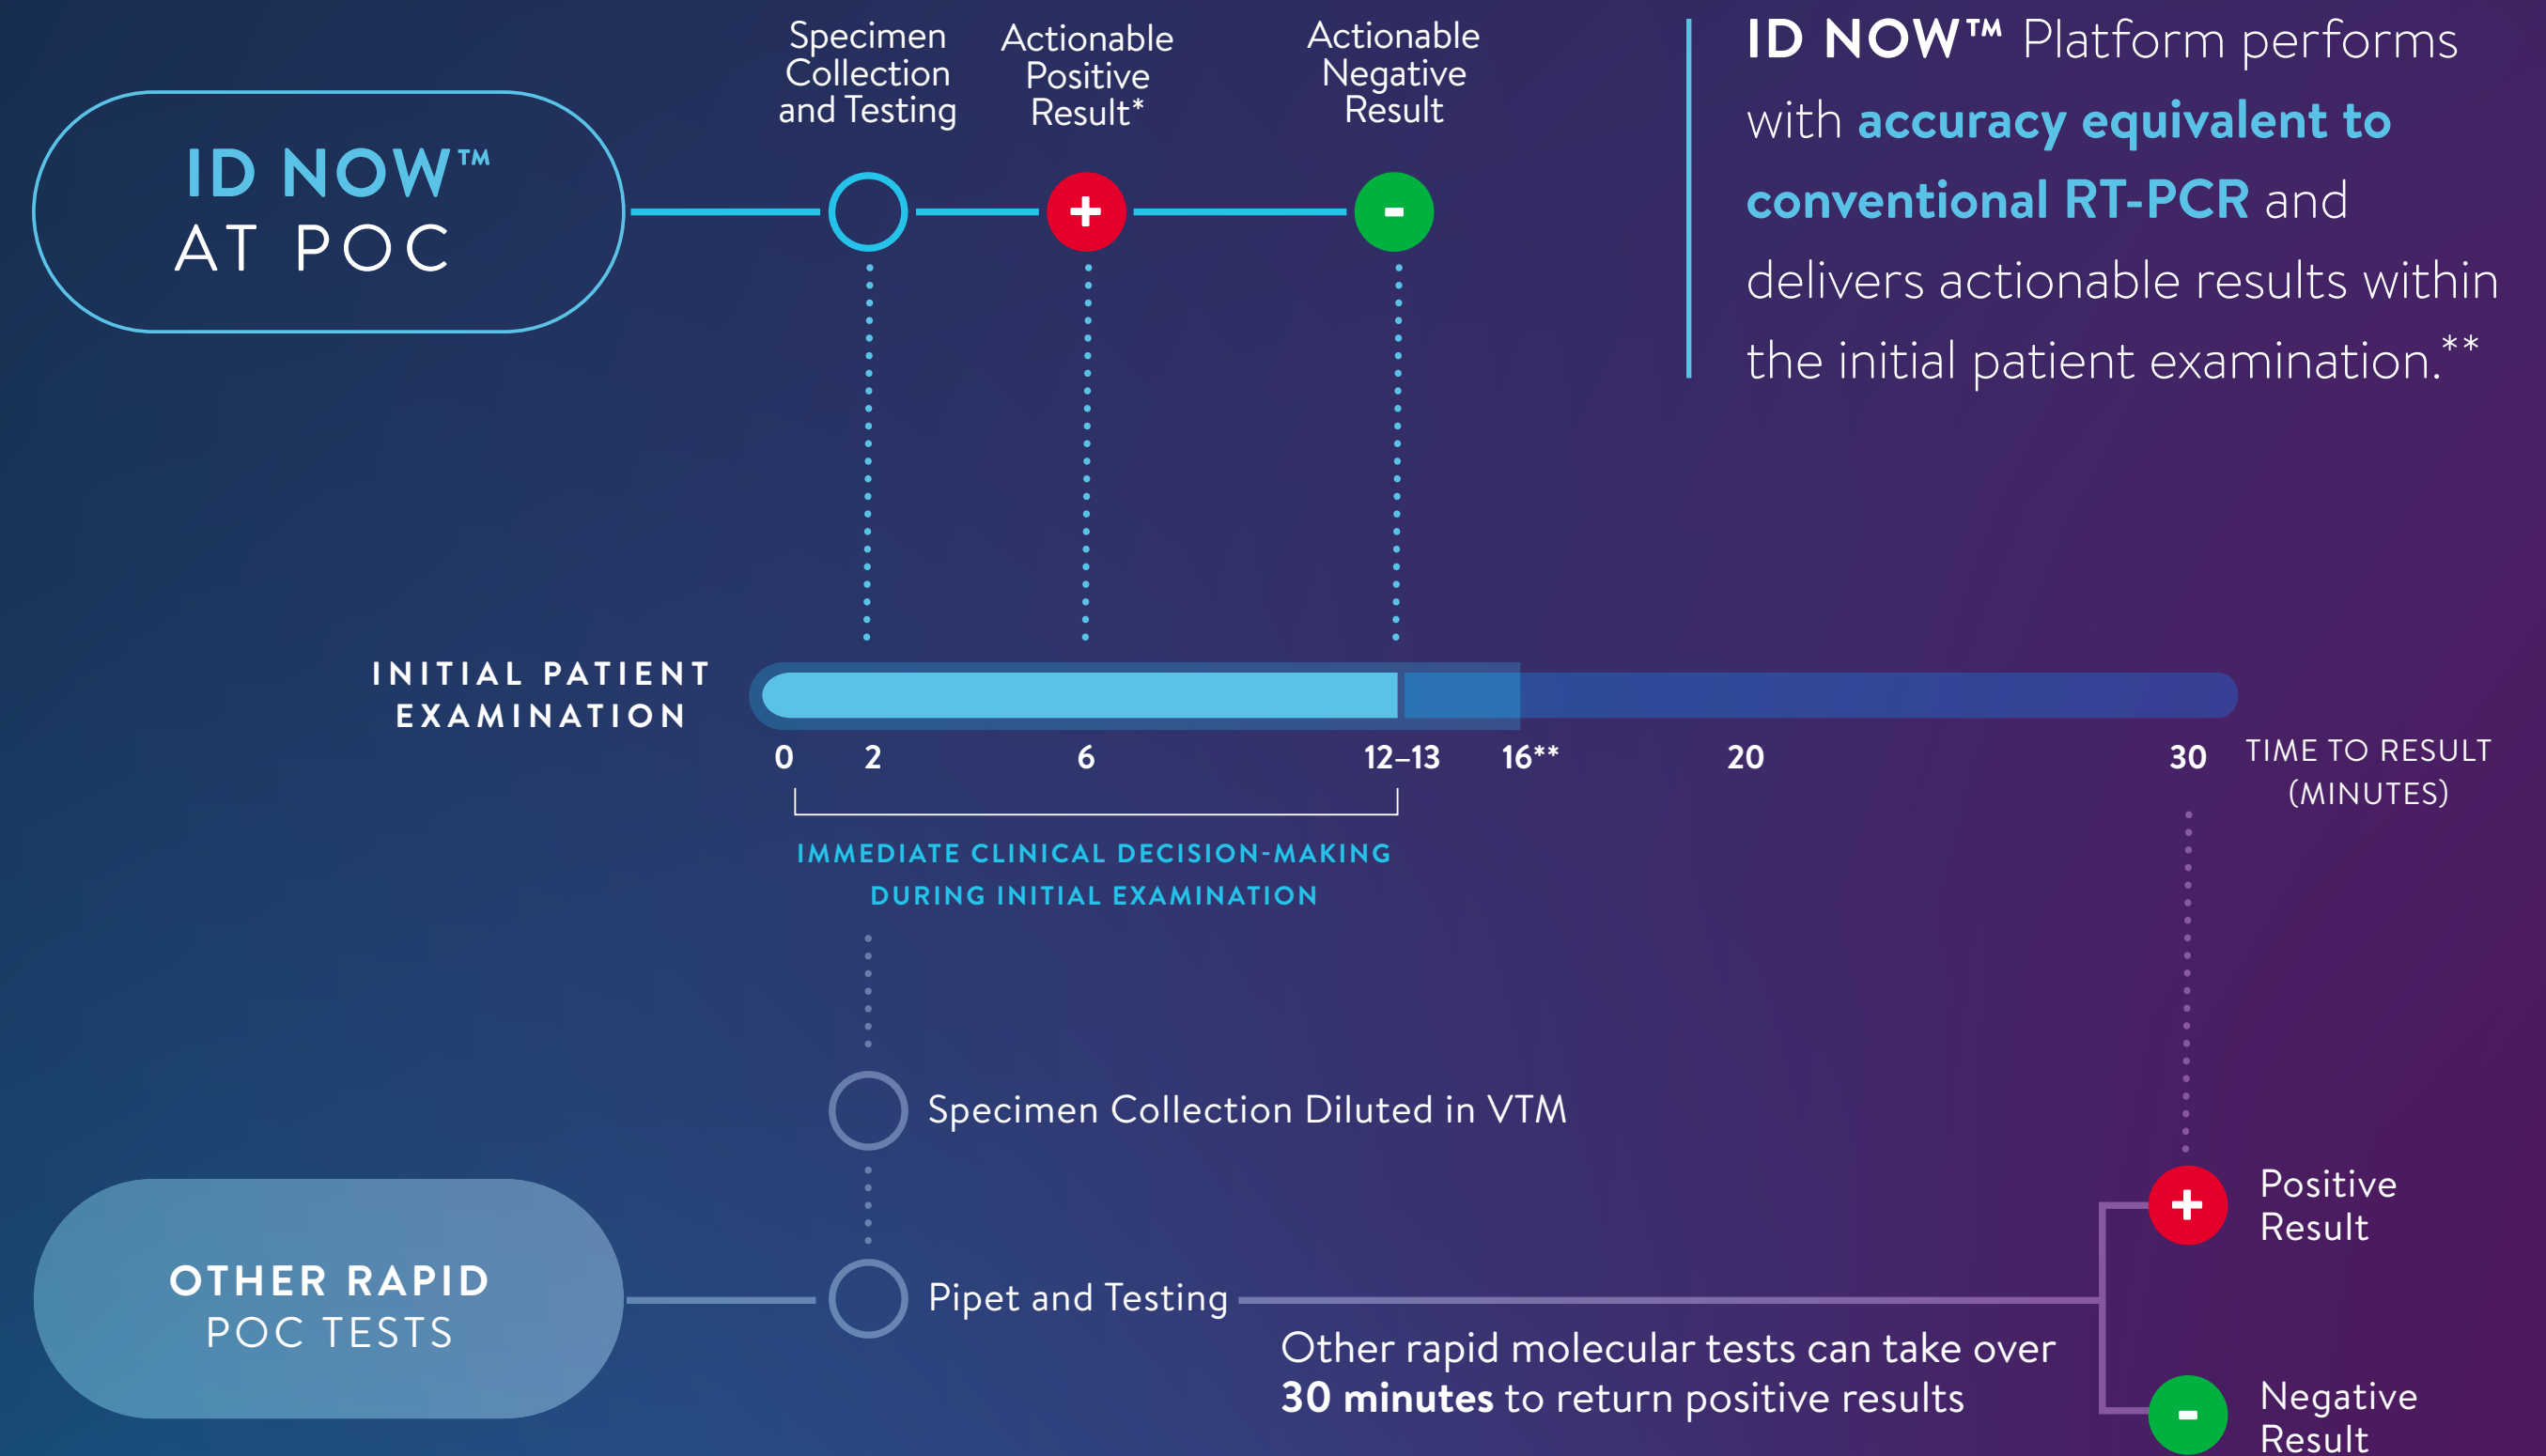 Specimen
Collection
and Testing
Actionable
Positive
Result*
Actionable
Negative
Result
ID NOW™ Platform performs
with accuracy equivalent to
conventional RT-PCR and
delivers actionable results within
the initial patient examination.**
ID NOW™
AT POC
+
-
INITIAL PATIENT
EXAMINATION
0 2 6 12–13 16** 20 30
TIME TO RESULT
(MINUTES)
IMMEDIATE CLINICAL DECISION-MAKING
DURING INITIAL EXAMINATION
Specimen Collection Diluted in VTM
OTHER RAPID
POC TESTS
Pipet and Testing
Other rapid molecular tests can take over
30 minutes to return positive results
+
Positive
Result
-
Negative
Result